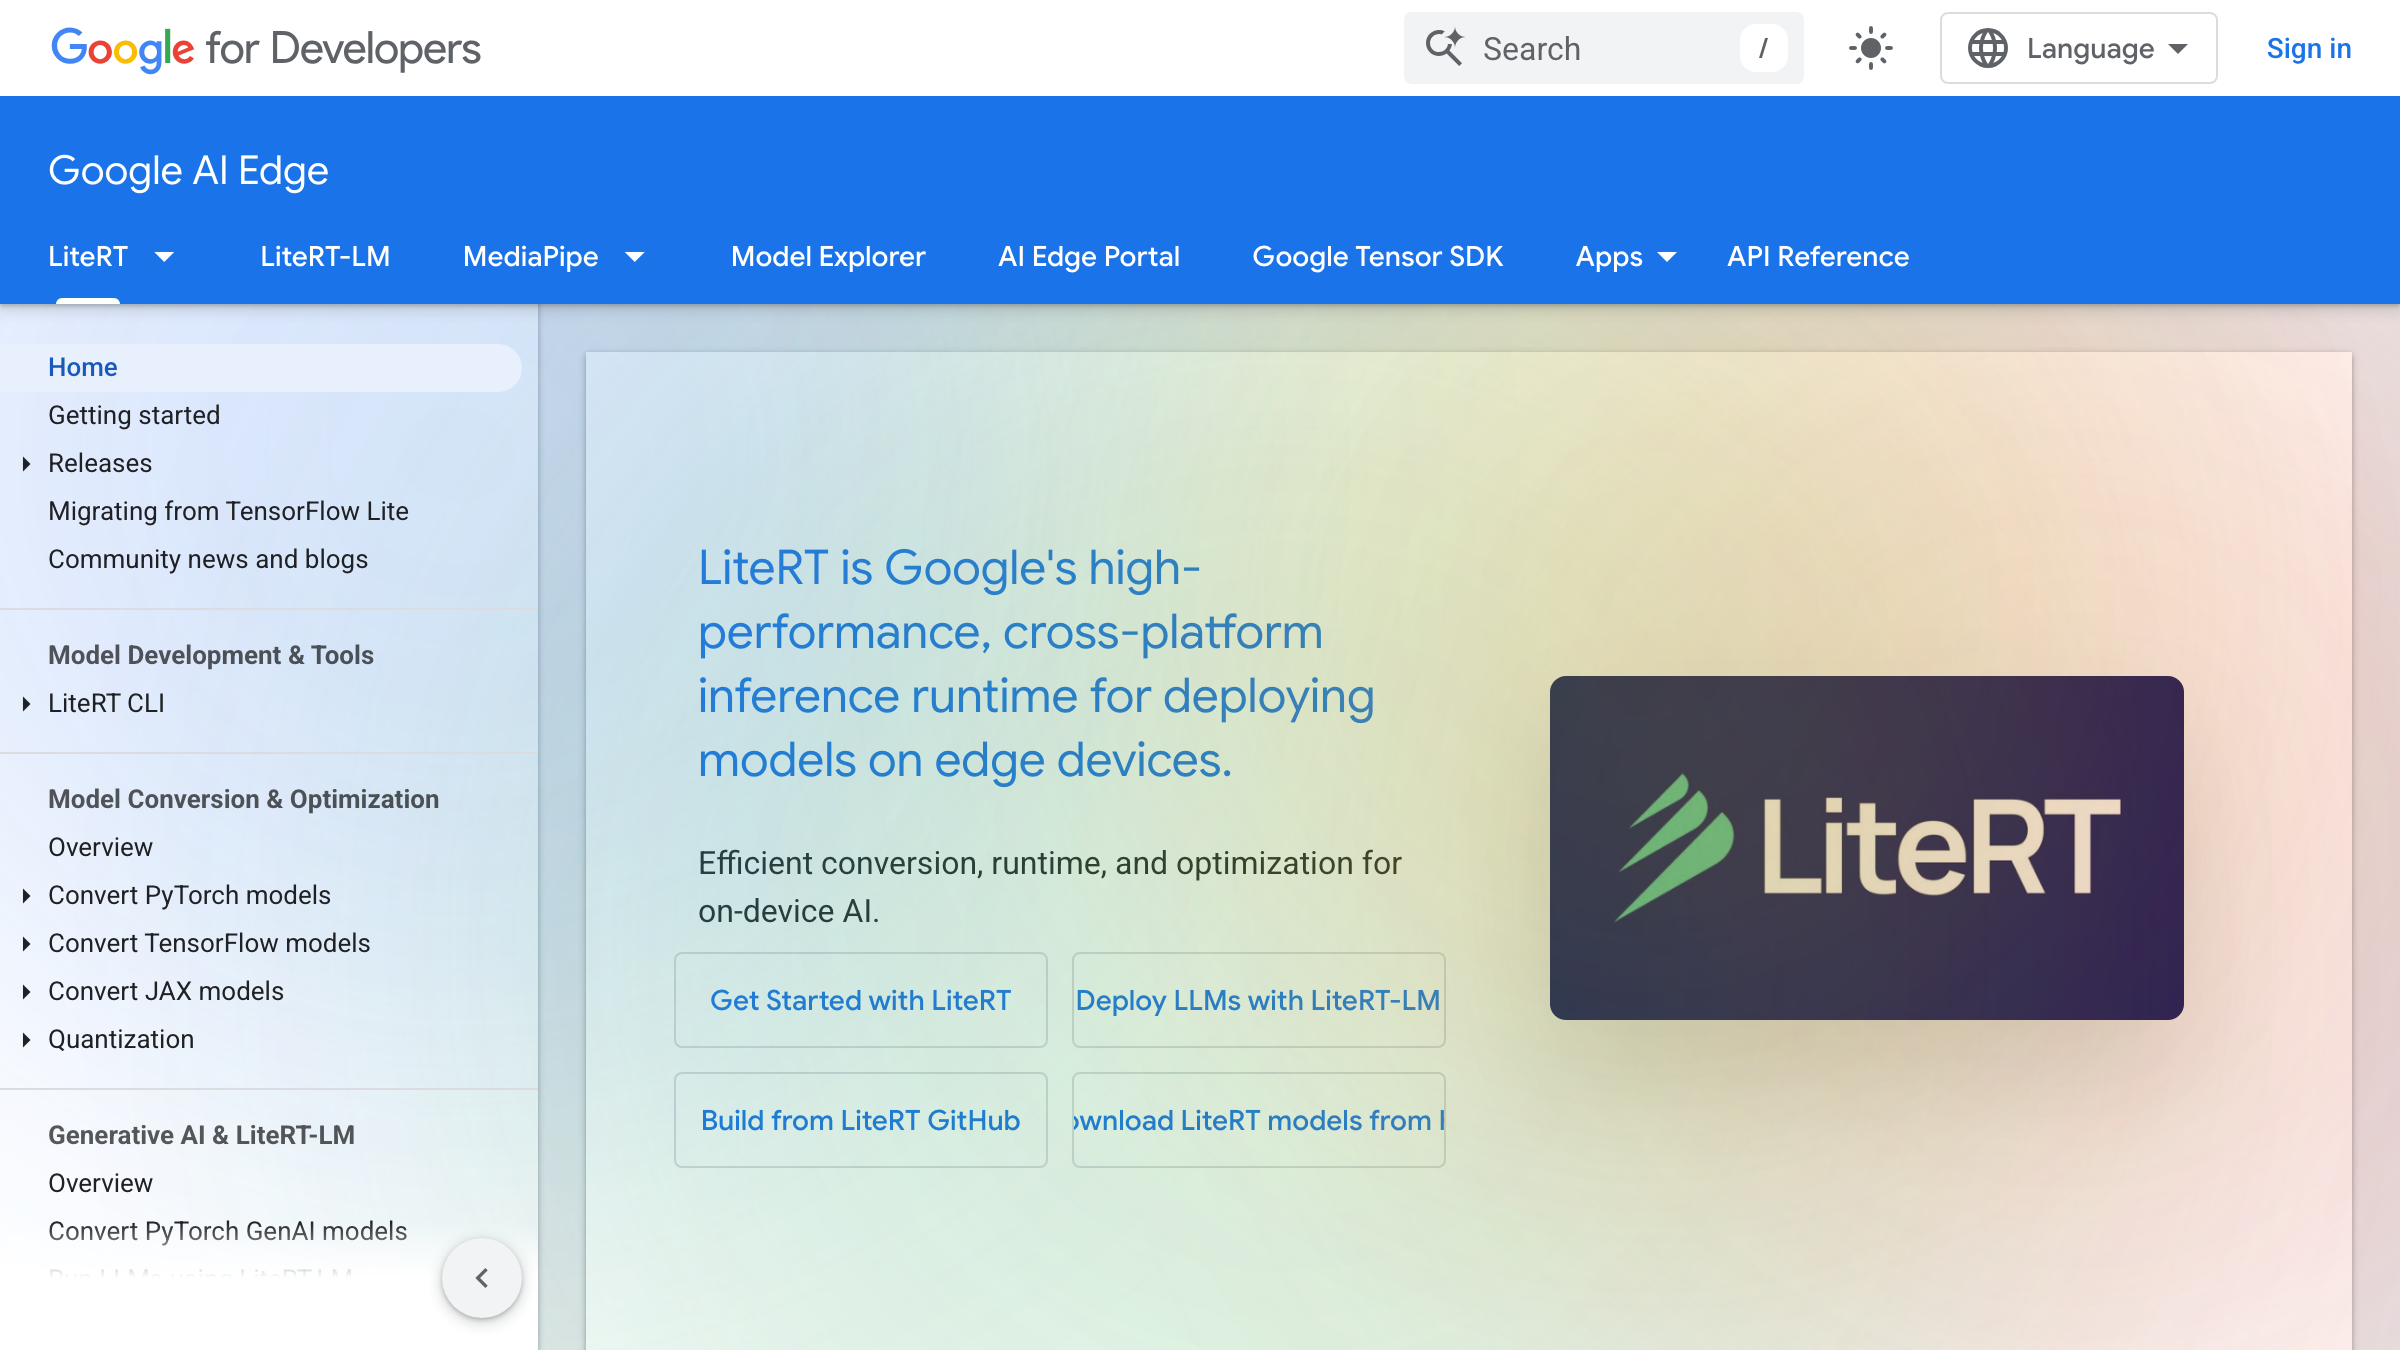 Google for Developers
Search
/
Language
Sign in
Google AI Edge
LiteRT
LiteRT-LM
MediaPipe
Model Explorer
AI Edge Portal
Google Tensor SDK
Apps
API Reference
Home
Getting started
Releases
Migrating from TensorFlow Lite
Community news and blogs
Model Development & Tools
LiteRT CLI
Model Conversion & Optimization
Overview
Convert PyTorch models
Convert TensorFlow models
Convert JAX models
Quantization
Generative AI & LiteRT-LM
Overview
Convert PyTorch GenAI models
Run LLMs using LiteRT-LM
LiteRT is Google's high-
performance, cross-platform
inference runtime for deploying
models on edge devices.
Efficient conversion, runtime, and optimization for
on-device AI.
Get Started with LiteRT
Deploy LLMs with LiteRT-LM
Build from LiteRT GitHub
LiteRT models from
LiteRT